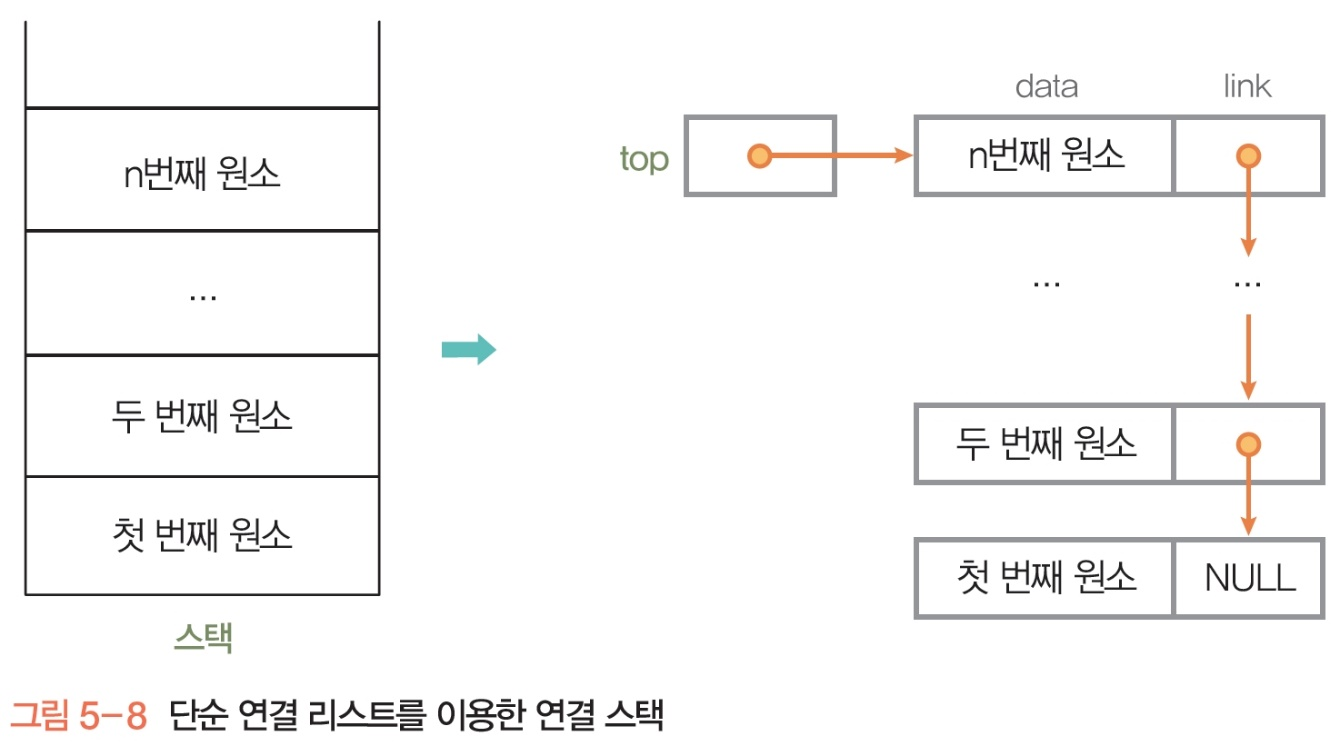 n번째 원소
...
두 번째 원소
첫 번째 원소
스택
data link
top n번째 원소
... ...
두 번째 원소
첫 번째 원소 NULL
그림 5-8 단순 연결 리스트를 이용한 연결 스택